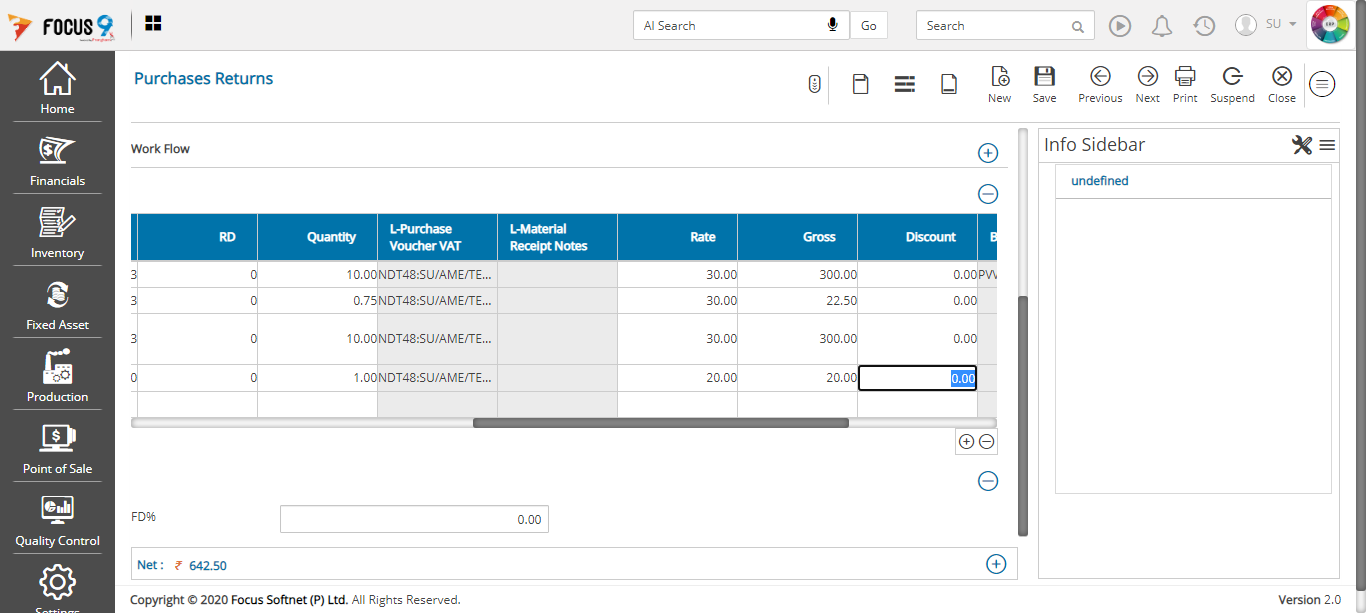 FOCUS 9
AI Search
Go
Search
SU
Home
Financials
Inventory
Fixed Asset
Production
Point of Sale
Quality Control
Settings
Purchases Returns
New
Save
Previous
Next
Print
Suspend
Close
Work Flow
RD Quantity L-Purchase Voucher VAT L-Material Receipt Notes Rate Gross Discount B
3 0 10.00 NDT48:SU/AME/TE... 30.00 300.00 0.00 PVV
3 0 0.75 NDT48:SU/AME/TE... 30.00 22.50 0.00
3 0 10.00 NDT48:SU/AME/TE... 30.00 300.00 0.00
0 0 1.00 NDT48:SU/AME/TE... 20.00 20.00 0.00
FD% 0.00
Net : ₹ 642.50
Info Sidebar
undefined
Copyright © 2020 Focus Softnet (P) Ltd. All Rights Reserved.
Version 2.0